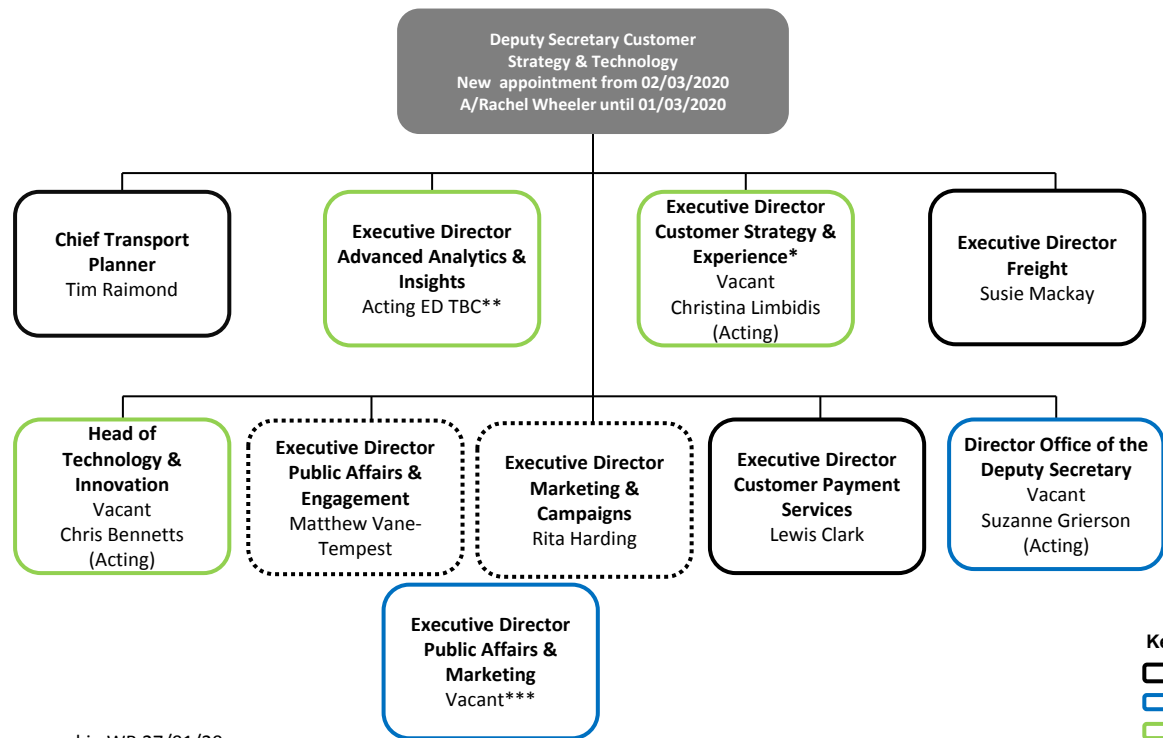 Deputy Secretary Customer
Strategy & Technology
New appointment from 02/03/2020
A/Rachel Wheeler until 01/03/2020
Chief Transport
Planner
Tim Raimond
Executive Director
Advanced Analytics &
Insights
Acting ED TBC**
Executive Director
Customer Strategy &
Experience*
Vacant
Christina Limbidis
(Acting)
Executive Director
Freight
Susie Mackay
Head of
Technology &
Innovation
Vacant
Chris Bennetts
(Acting)
Executive Director
Public Affairs &
Engagement
Matthew Vane-
Tempest
Executive Director
Marketing &
Campaigns
Rita Harding
Executive Director
Customer Payment
Services
Lewis Clark
Director Office of the
Deputy Secretary
Vacant
Suzanne Grierson
(Acting)
Executive Director
Public Affairs &
Marketing
Vacant***